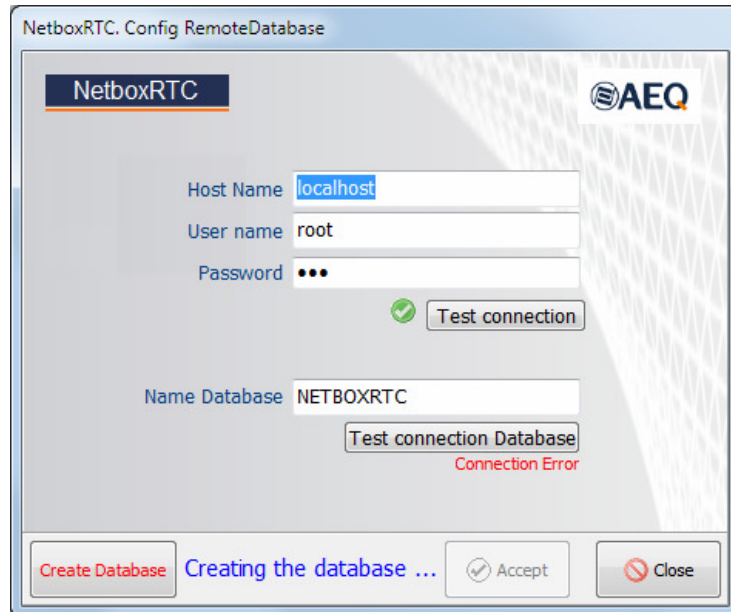 NetboxRTC. Config RemoteDatabase
NetboxRTC
AEQ
Host Name localhost
User name root
Password •••
Test connection
Name Database NETBOXRTC
Test connection Database
Connection Error
Create Database Creating the database ... Accept Close